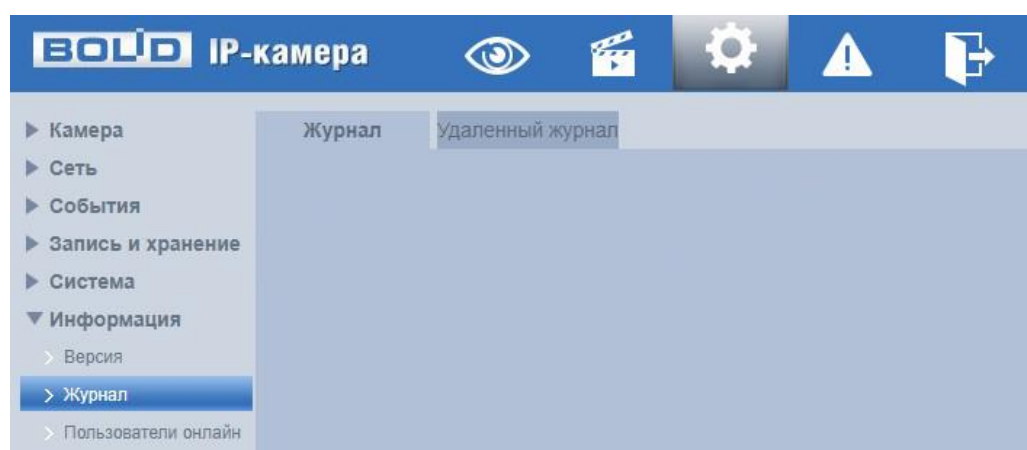 BOLID IP-камера
Камера
Журнал
Удаленный журнал
Сеть
События
Запись и хранение
Система
Информация
Версия
Журнал
Пользователи онлайн